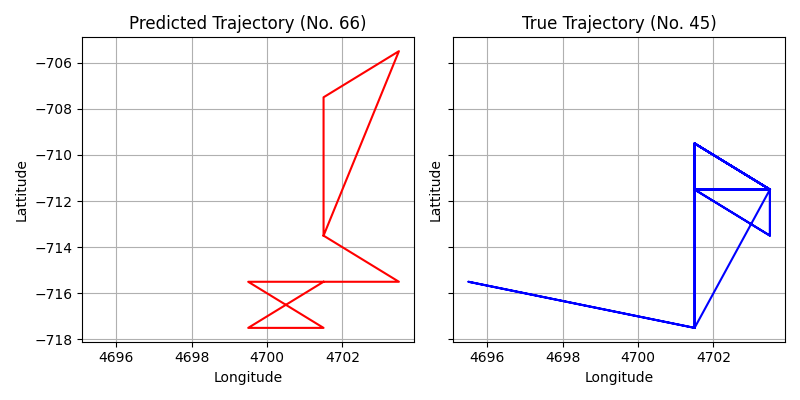 Predicted Trajectory (No. 66)
True Trajectory (No. 45)
Lattitude
−706
−708
−710
−712
−714
−716
−718
4696
4698
4700
4702
Longitude
Lattitude
4696
4698
4700
4702
Longitude